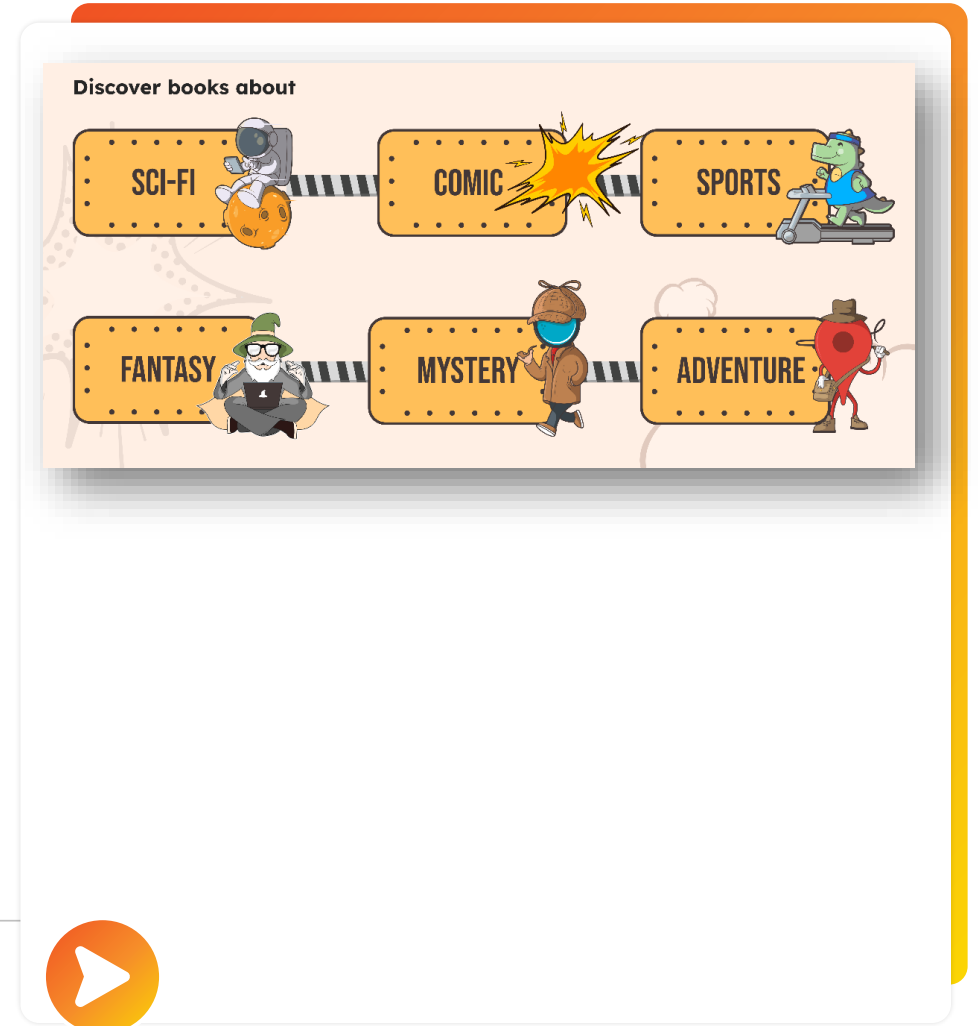 Discover books about
SCI-FI
COMIC
SPORTS
FANTASY
MYSTERY
ADVENTURE